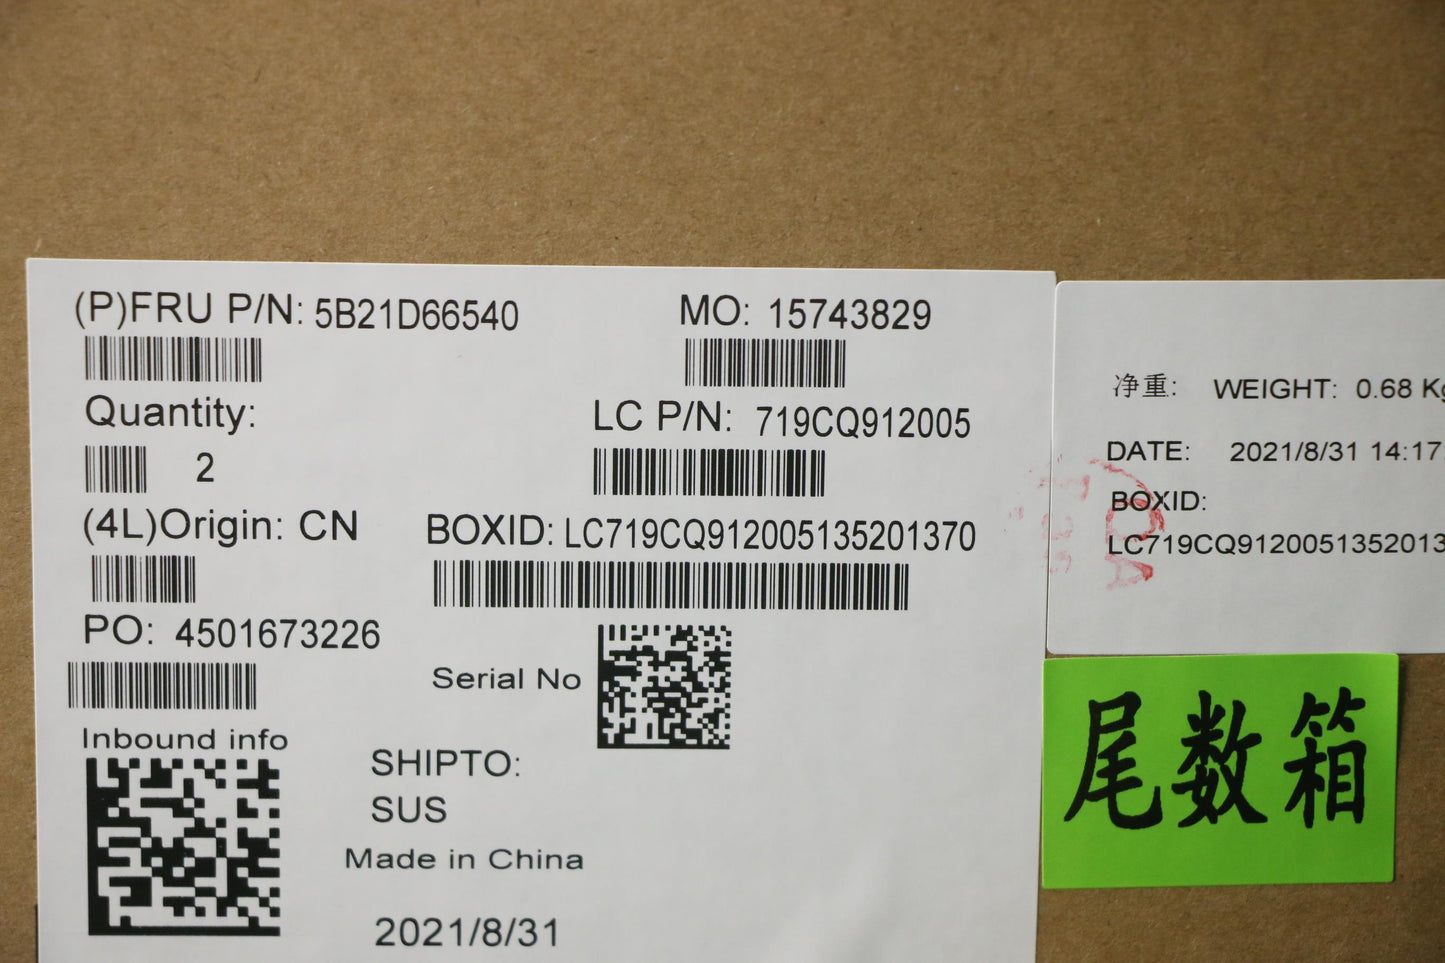 (P)FRU P/N: 5B21D66540
MO: 15743829
Quantity:
2
LC P/N: 719CQ912005
(4L)Origin: CN
BOXID: LC719CQ912005135201370
PO: 4501673226
Serial No
Inbound info
SHIPTO:
SUS
Made in China
2021/8/31
净重: WEIGHT: 0.68 Kg
DATE: 2021/8/31 14:17
BOXID:
LC719CQ9120051352013
尾数箱